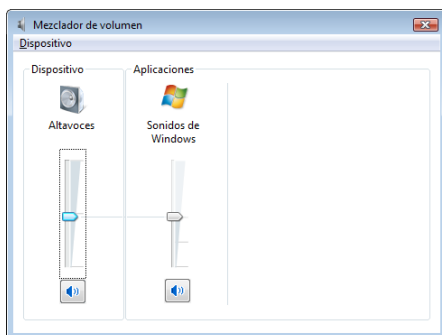 Mezclador de volumen
Dispositivo
Dispositivo
Aplicaciones
Altavoces
Sonidos de
Windows